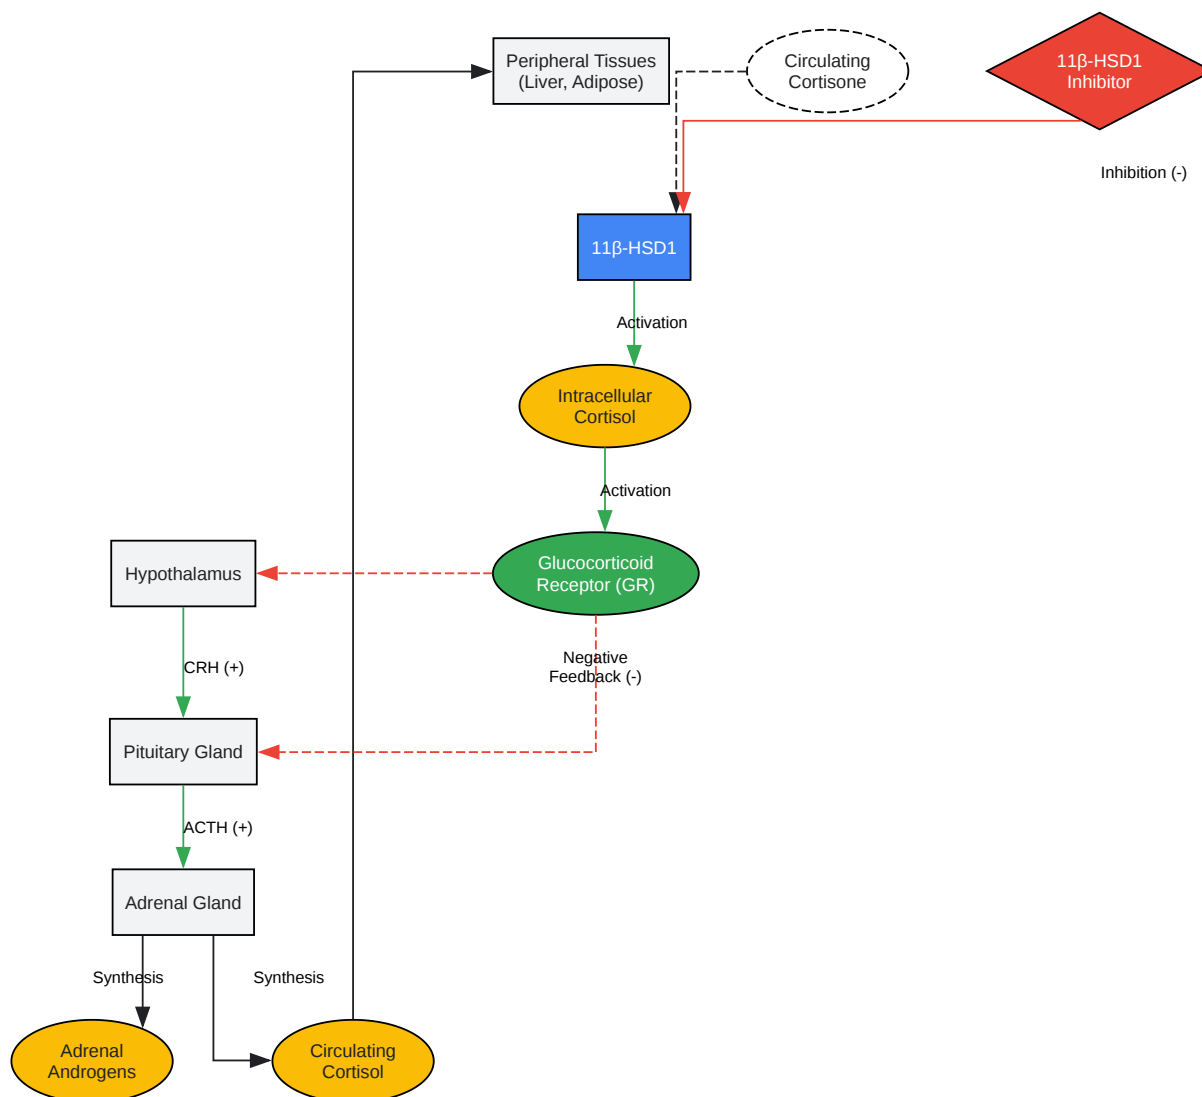 Peripheral Tissues
(Liver, Adipose)
Circulating
Cortisone
11β-HSD1
Inhibitor
Inhibition (-)
11β-HSD1
Activation
Intracellular
Cortisol
Activation
Glucocorticoid
Receptor (GR)
Hypothalamus
Negative
Feedback (-)
CRH (+)
Pituitary Gland
ACTH (+)
Adrenal Gland
Synthesis
Synthesis
Adrenal
Androgens
Circulating
Cortisol